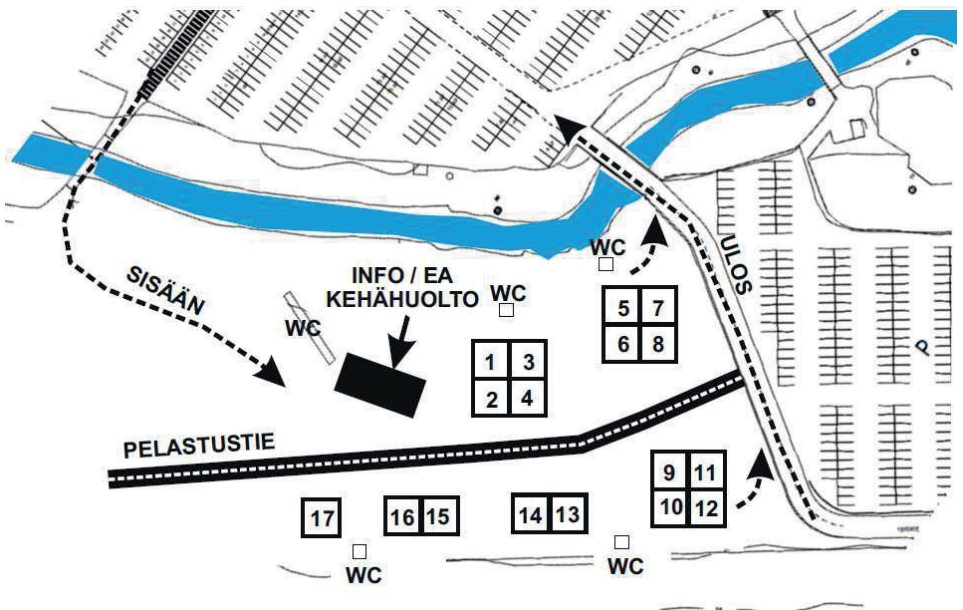 SISÄÄN
INFO / EA
KEHÄHUOLTO
WC
WC
WC
ULOS
5 7
6 8
1 3
2 4
P
PELASTUSTIE
9 11
10 12
17
16 15
14 13
WC
WC